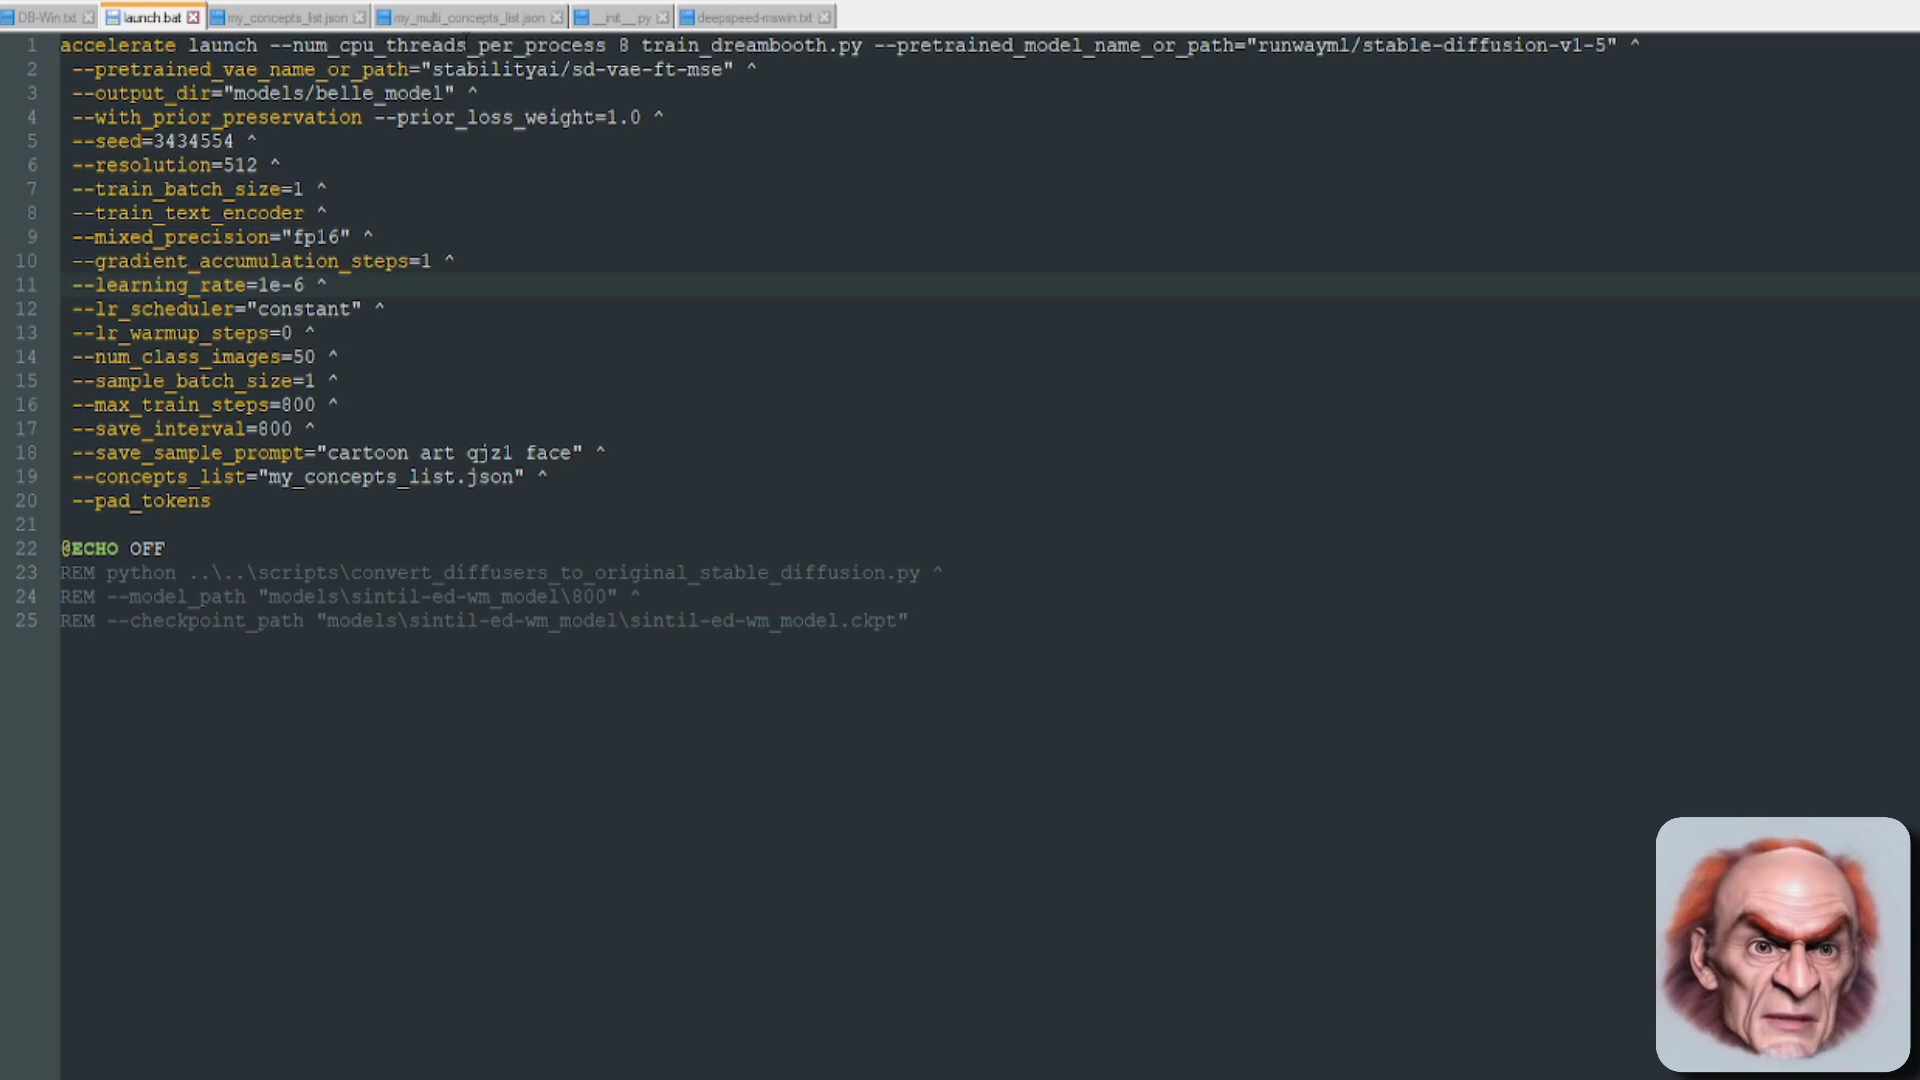 DB-Win.txt launch.bat my_concepts_list.json my_multi_concepts_list.json __init__.py deepspeed-mswin.txt
1 accelerate launch --num_cpu_threads_per_process 8 train_dreambooth.py --pretrained_model_name_or_path="runwayml/stable-diffusion-v1-5" ^
2 --pretrained_vae_name_or_path="stabilityai/sd-vae-ft-mse" ^
3 --output_dir="models/belle_model" ^
4 --with_prior_preservation --prior_loss_weight=1.0 ^
5 --seed=3434554 ^
6 --resolution=512 ^
7 --train_batch_size=1 ^
8 --train_text_encoder ^
9 --mixed_precision="fp16" ^
10 --gradient_accumulation_steps=1 ^
11 --learning_rate=1e-6 ^
12 --lr_scheduler="constant" ^
13 --lr_warmup_steps=0 ^
14 --num_class_images=50 ^
15 --sample_batch_size=1 ^
16 --max_train_steps=800 ^
17 --save_interval=800 ^
18 --save_sample_prompt="cartoon art qjz1 face" ^
19 --concepts_list="my_concepts_list.json" ^
20 --pad_tokens
21
22 @ECHO OFF
23 REM python ..\..\scripts\convert_diffusers_to_original_stable_diffusion.py ^
24 REM --model_path "models\sintil-ed-wm_model\800" ^
25 REM --checkpoint_path "models\sintil-ed-wm_model\sintil-ed-wm_model.ckpt"